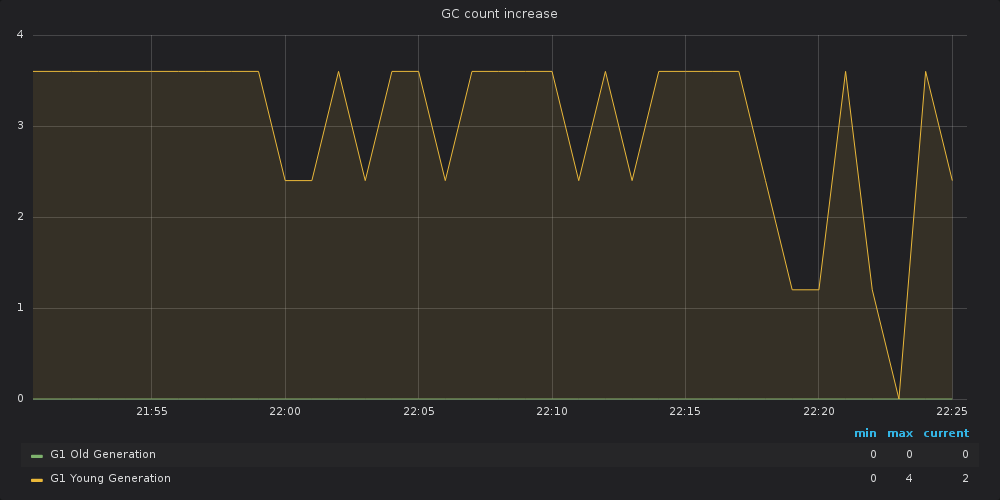 GC count increase
4
3
2
1
0
21:55 22:00 22:05 22:10 22:15 22:20 22:25
min max current
G1 Old Generation 0 0 0
G1 Young Generation 0 4 2